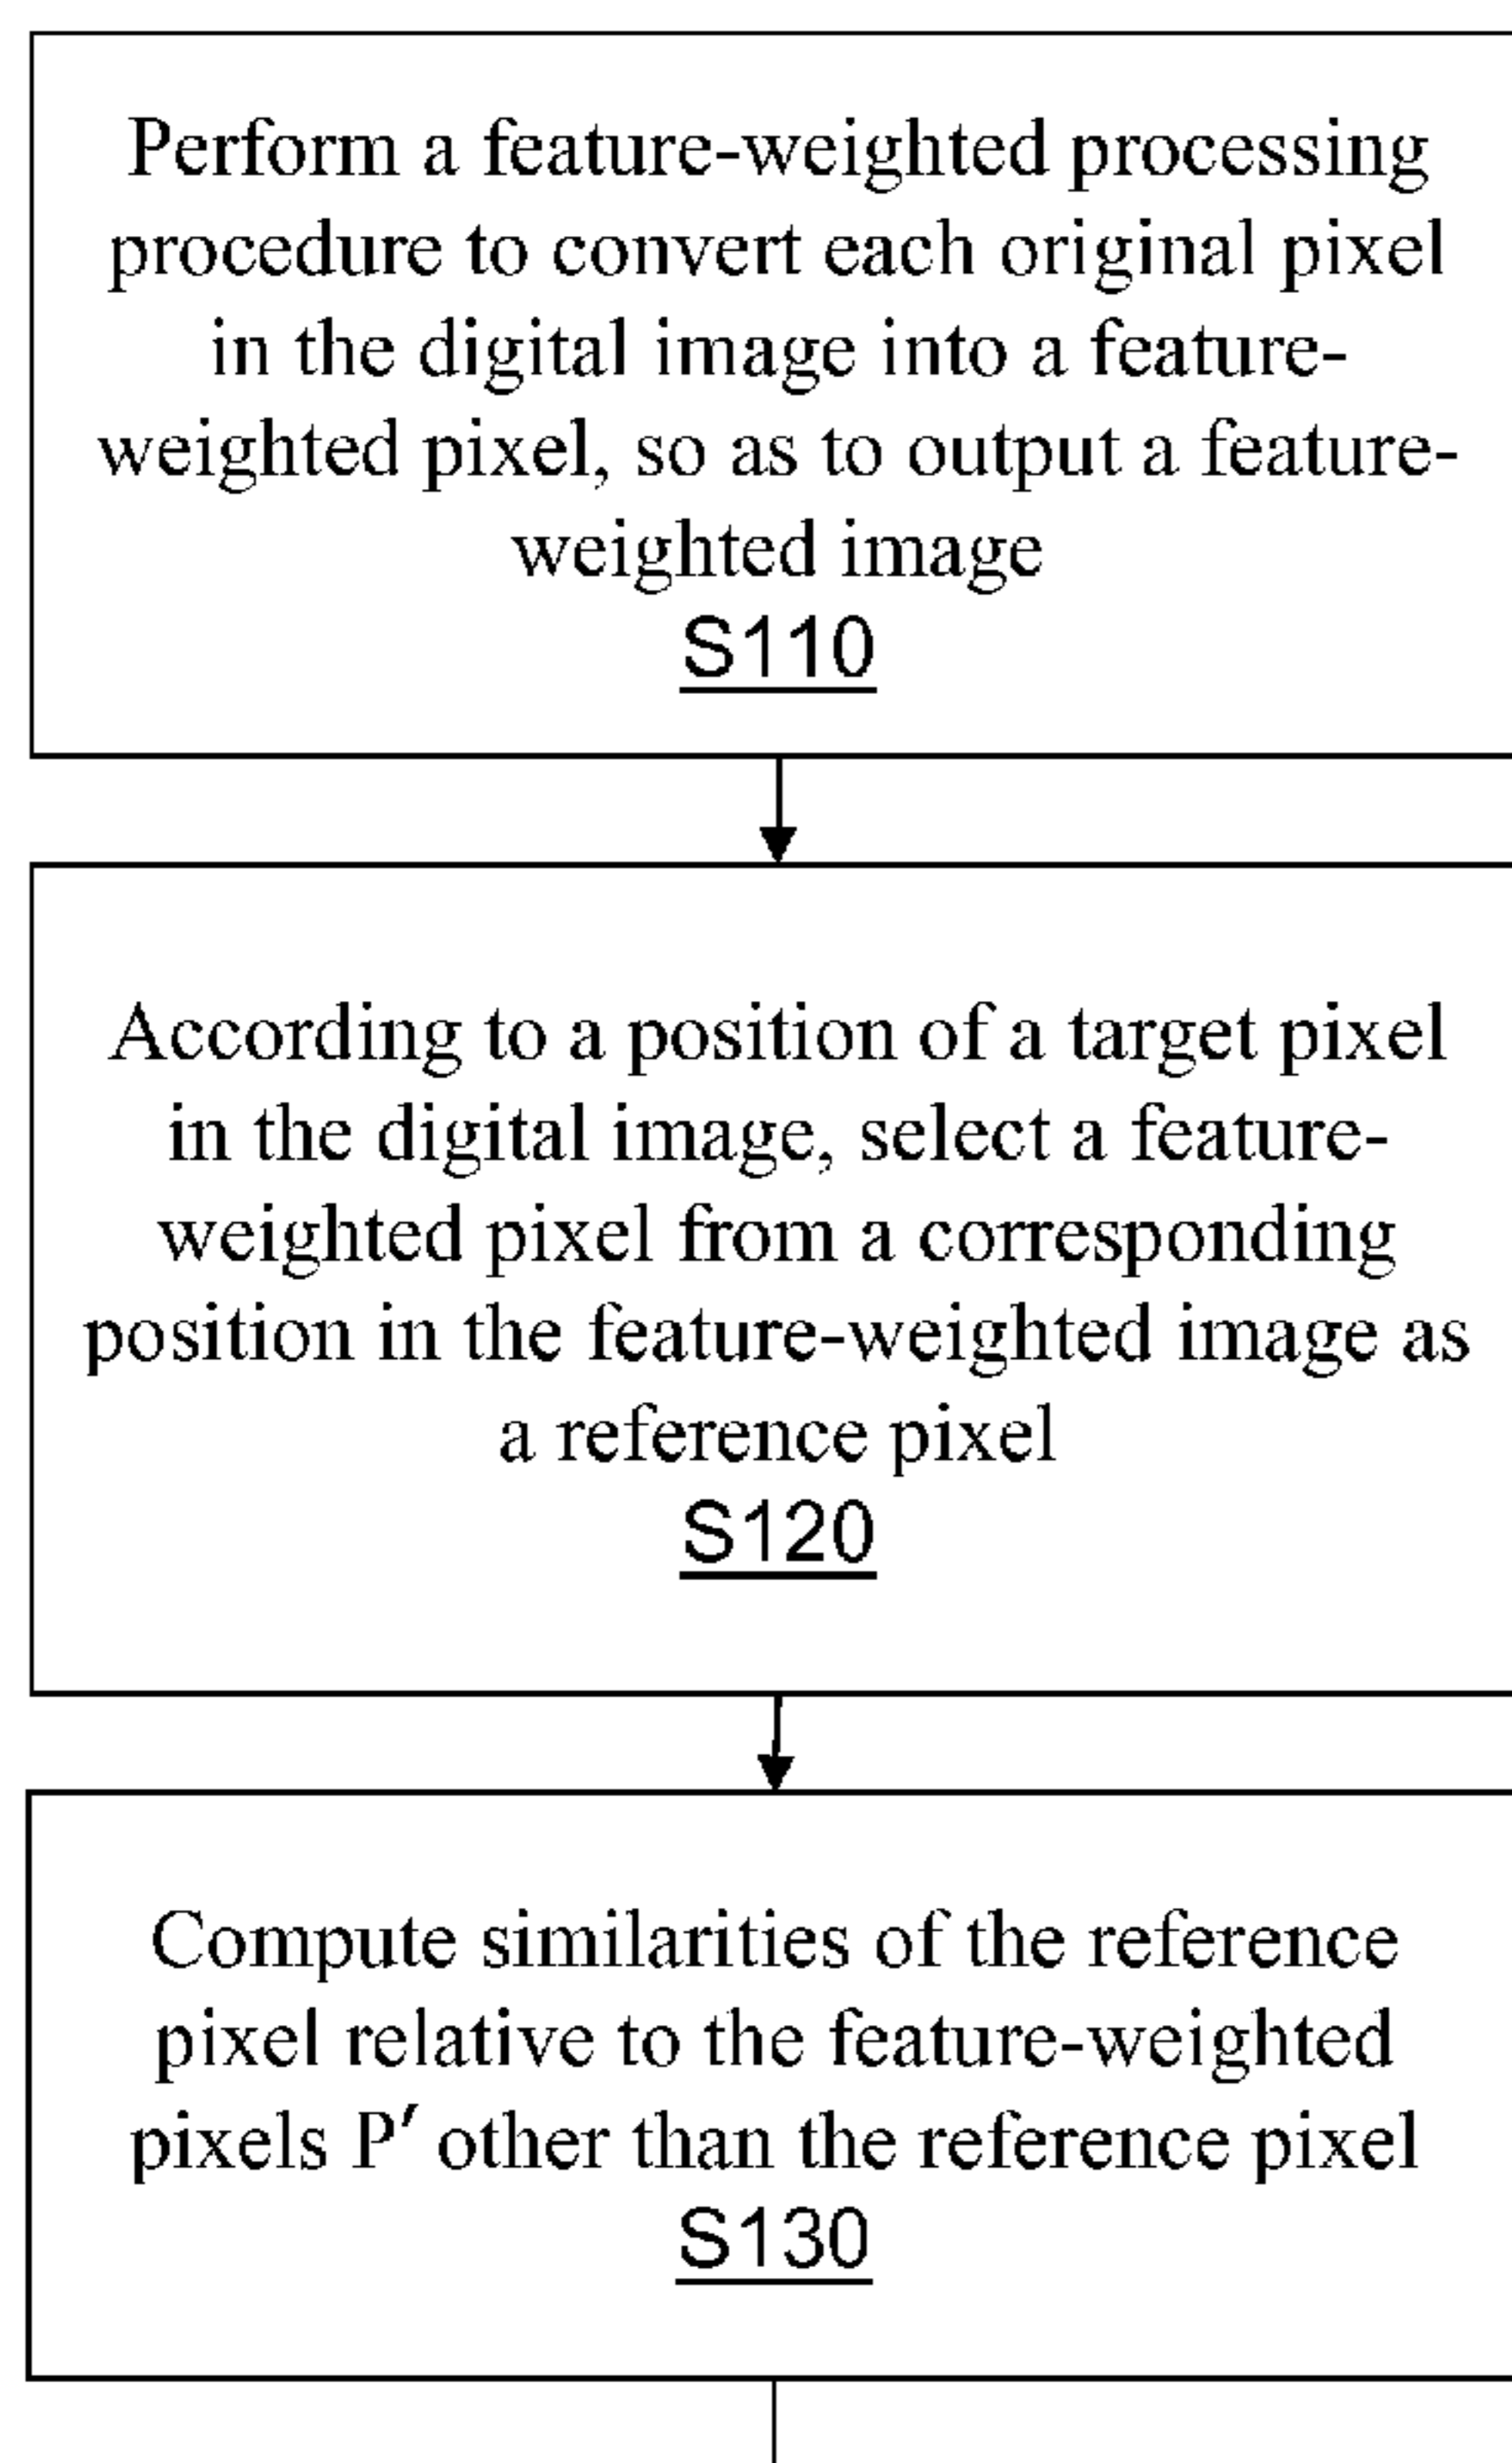 Perform a feature-weighted processing
procedure to convert each original pixel
in the digital image into a feature-
weighted pixel, so as to output a feature-
weighted image
S110
According to a position of a target pixel
in the digital image, select a feature-
weighted pixel from a corresponding
position in the feature-weighted image as
a reference pixel
S120
Compute similarities of the reference
pixel relative to the feature-weighted
pixels P′ other than the reference pixel
S130